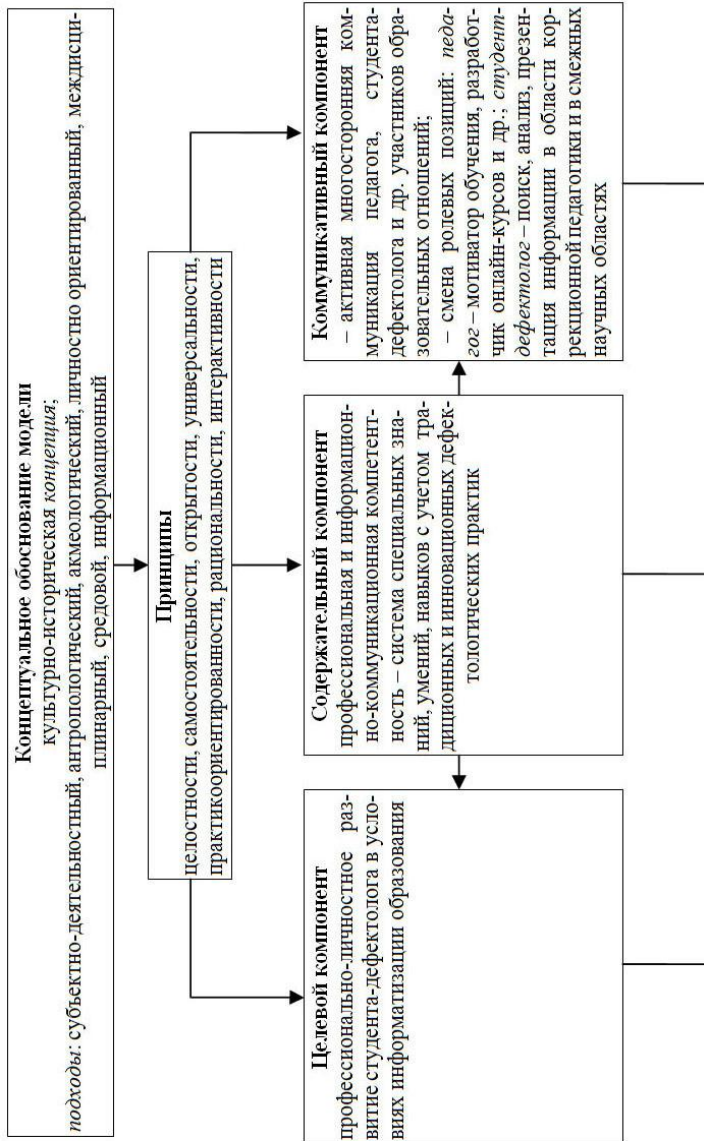 Концептуальное обоснование модели
культурно-историческая концепция;
подходы: субъектно-деятельностный, антропологический, акмеологический, личностно ориентированный, междисци-
плинарный, средовой, информационный
Принципы
целостности, самостоятельности, открытости, универсальности,
практикоориентированности, рациональности, интерактивности
Целевой компонент
профессионально-личностное раз-
витие студента-дефектолога в усло-
виях информатизации образования
Содержательный компонент
профессиональная и информацион-
но-коммуникационная компетент-
ность – система специальных зна-
ний, умений, навыков с учетом тра-
диционных и инновационных дефек-
тологических практик
Коммуникативный компонент
– активная многосторонняя ком-
муникация педагога, студента-
дефектолога и др. участников обра-
зовательных отношений;
– смена ролевых позиций: педа-
гог – мотиватор обучения, разработ-
чик онлайн-курсов и др.; студент-
дефектолог – поиск, анализ, презен-
тация информации в области кор-
рекционной педагогики и в смежных
научных областях